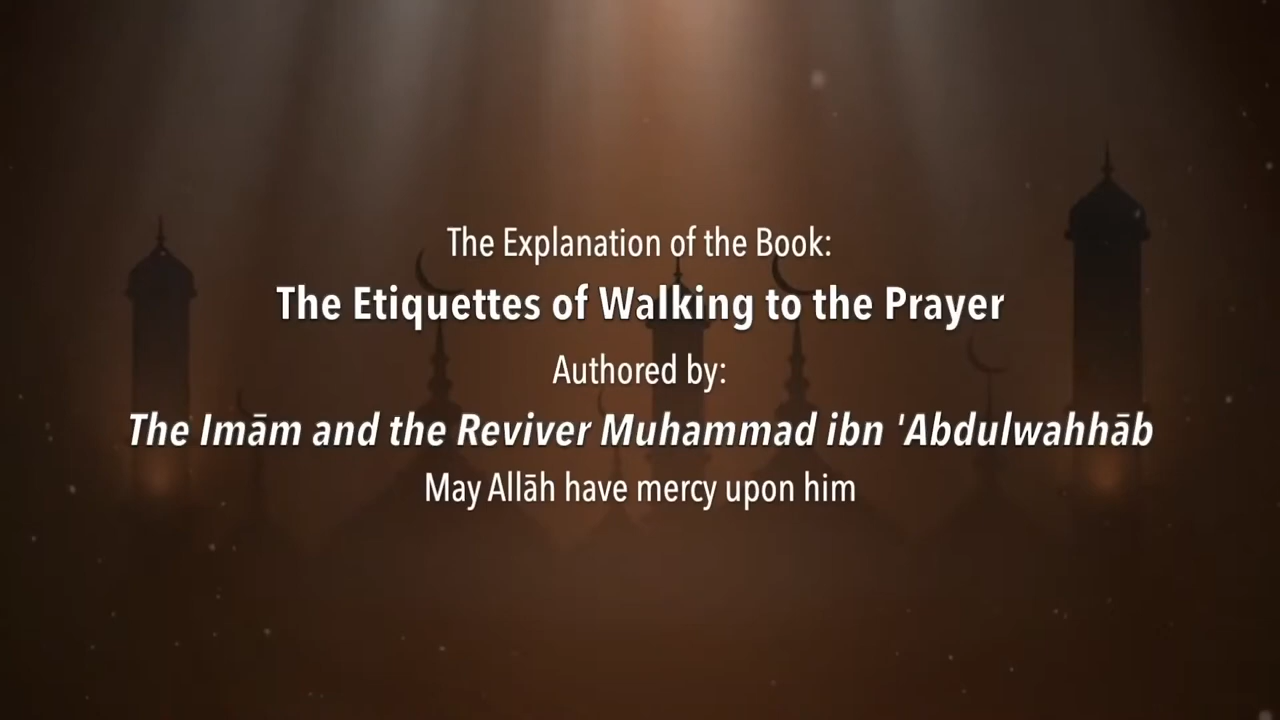 The Explanation of the Book:
The Etiquettes of Walking to the Prayer
Authored by:
The Imām and the Reviver Muhammad ibn 'Abdulwahhāb
May Allāh have mercy upon him